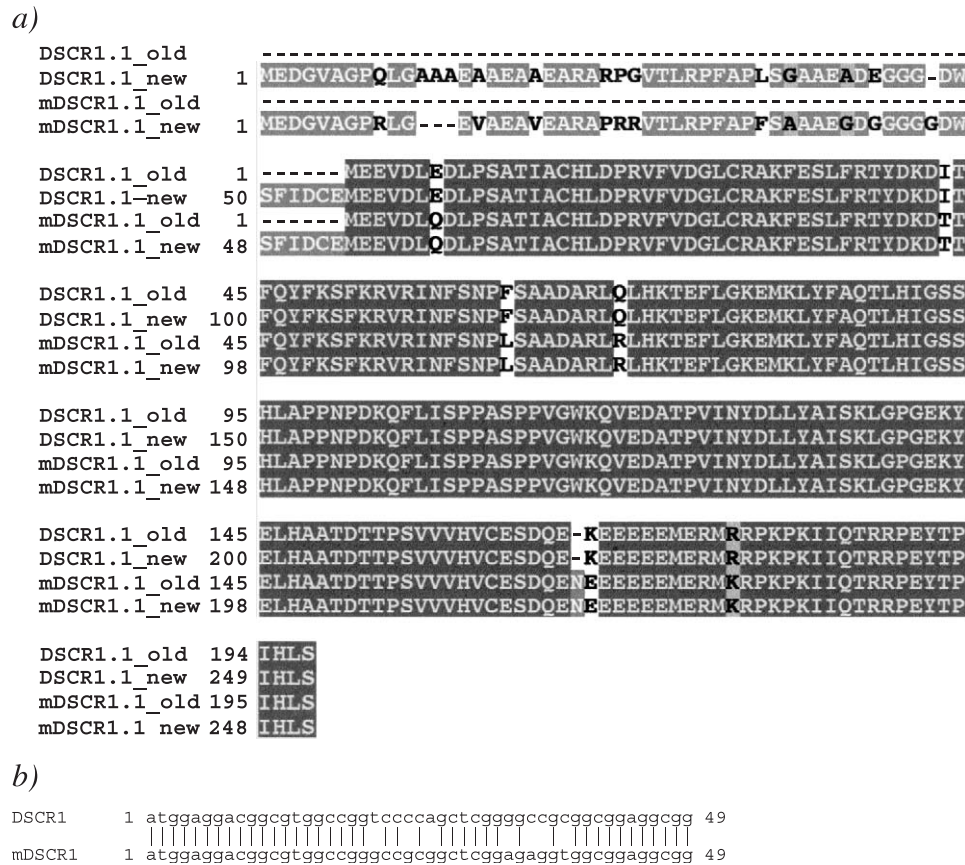 a)
DSCR1.1_old --------------------------------------------------
DSCR1.1_new 1 MEDGVAGPQLGAAAEAAEAAEARARPGVTLRPFAPLSGAAEADEGGG-DW
mDSCR1.1_old --------------------------------------------------
mDSCR1.1_new 1 MEDGVAGPRLG---EVAEAVEARAPRRVTLRPFAPFSAAAEGDGGGGGDW
DSCR1.1_old 1 ------MEEVDLEDLPSATIACHLDPRVFVDGLCRAKFESLFRTYDKDIT
DSCR1.1–new 50 SFIDCEMEEVDLEDLPSATIACHLDPRVFVDGLCRAKFESLFRTYDKDIT
mDSCR1.1_old 1 ------MEEVDLQDLPSATIACHLDPRVFVDGLCRAKFESLFRTYDKDTT
mDSCR1.1_new 48 SFIDCEMEEVDLQDLPSATIACHLDPRVFVDGLCRAKFESLFRTYDKDTT
DSCR1.1_old 45 FQYFKSFKRVRINFSNPFSAADARLQLHKTEFLGKEMKLYFAQTLHIGSS
DSCR1.1_new 100 FQYFKSFKRVRINFSNPFSAADARLQLHKTEFLGKEMKLYFAQTLHIGSS
mDSCR1.1_old 45 FQYFKSFKRVRINFSNPLSAADARLRLHKTEFLGKEMKLYFAQTLHIGSS
mDSCR1.1_new 98 FQYFKSFKRVRINFSNPLSAADARLRLHKTEFLGKEMKLYFAQTLHIGSS
DSCR1.1_old 95 HLAPPNPDKQFLISPPASPPVGWKQVEDATPVINYDLLYAISKLGPGEKY
DSCR1.1_new 150 HLAPPNPDKQFLISPPASPPVGWKQVEDATPVINYDLLYAISKLGPGEKY
mDSCR1.1_old 95 HLAPPNPDKQFLISPPASPPVGWKQVEDATPVINYDLLYAISKLGPGEKY
mDSCR1.1_new 148 HLAPPNPDKQFLISPPASPPVGWKQVEDATPVINYDLLYAISKLGPGEKY
DSCR1.1_old 145 ELHAATDTTPSVVVHVCESDQE-KEEEEEMERMRRPKPKIIQTRRPEYTP
DSCR1.1_new 200 ELHAATDTTPSVVVHVCESDQE-KEEEEEMERMRRPKPKIIQTRRPEYTP
mDSCR1.1_old 145 ELHAATDTTPSVVVHVCESDQENEEEEEEMERMKRPKPKIIQTRRPEYTP
mDSCR1.1_new 198 ELHAATDTTPSVVVHVCESDQENEEEEEEMERMKRPKPKIIQTRRPEYTP
DSCR1.1_old 194 IHLS
DSCR1.1_new 249 IHLS
mDSCR1.1_old 195 IHLS
mDSCR1.1_new 248 IHLS
b)
DSCR1 1 atggaggacggcgtggccggtccccagctcggggccgcggcggaggcgg 49
mDSCR1 1 atggaggacggcgtggccgggccgcggctcggagaggtggcggaggcgg 49